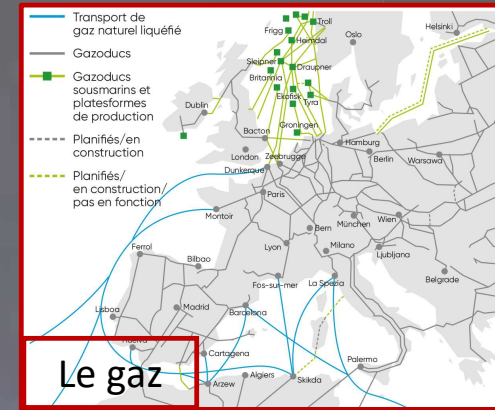 Transport de
gaz naturel liquéfié
Gazoducs
Gazoducs
sousmarins et
platesformes
de production
Planifiés/en
construction
Planifiés/
en construction/
pas en fonction
Troll
Frigg
Heimdal
Oslo
Helsinki
Sleipner
Draupner
Britannia
Ekofisk
Tyra
Dublin
Groningen
Bacton
Hamburg
London
Zeebrugge
Berlin
Warsawa
Dunkerque
Paris
Montoir
Bern
München
Wien
Ferrol
Lyon
Milano
Ljubljana
Bilbao
Belgrade
Fos-sur-mer
La Spezia
Lisboa
Madrid
Barcelona
Huelva
Cartagena
Palermo
Le gaz
Arzew
Algiers
Skikda